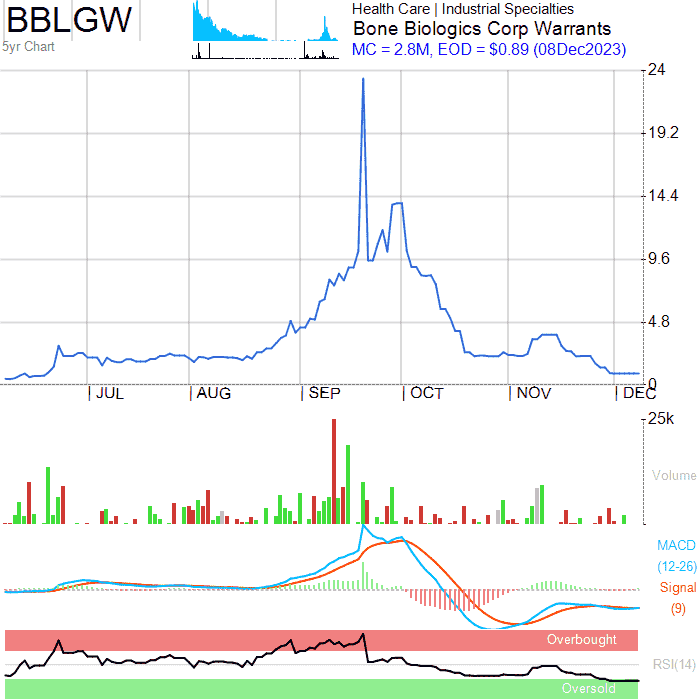 BBLGW
5yr Chart
Health Care | Industrial Specialties
Bone Biologics Corp Warrants
MC = 2.8M, EOD = $0.89 (08Dec2023)
24
19.2
14.4
9.6
4.8
0
JUL AUG SEP OCT NOV DEC
25k
Volume
MACD
(12-26)
Signal
(9)
Overbought
RSI(14)
Oversold